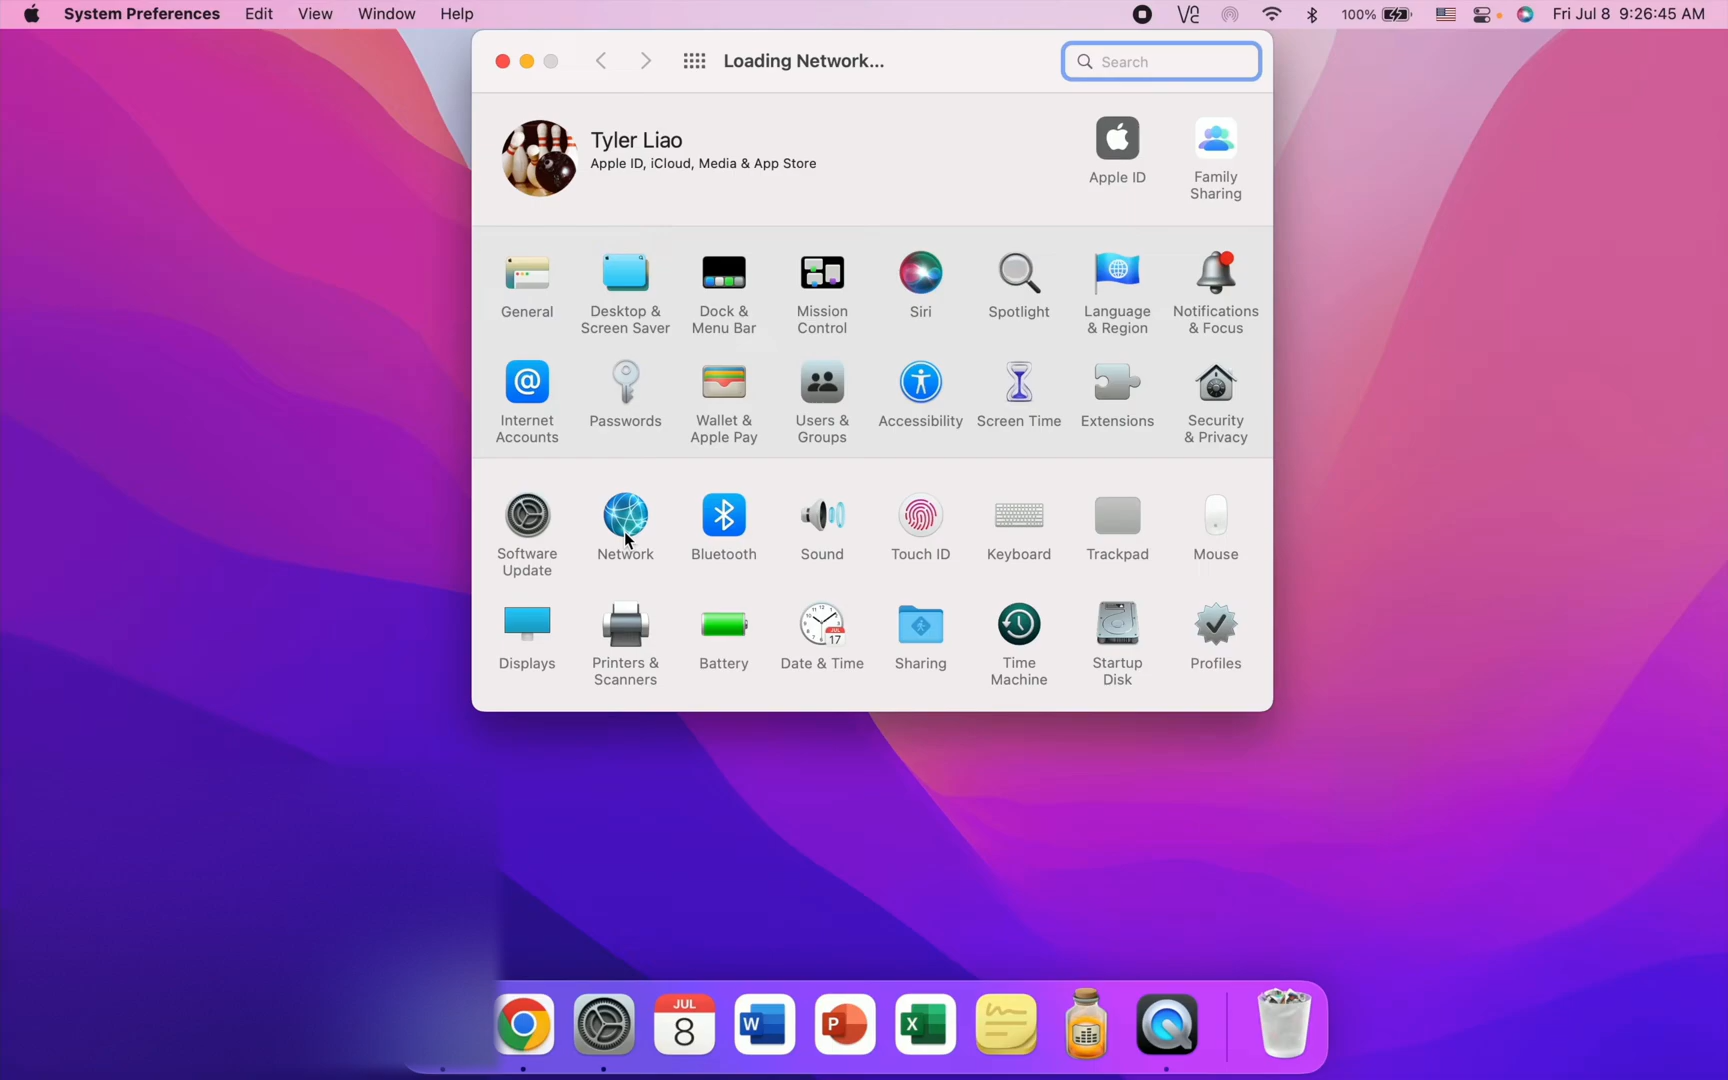 System Preferences Edit View Window Help 100% Fri Jul 8 9:26:45 AM
Loading Network...
Search
Tyler Liao
Apple ID, iCloud, Media & App Store
Apple ID
Family
Sharing
General
Desktop &
Screen Saver
Dock &
Menu Bar
Mission
Control
Siri
Spotlight
Language
& Region
Notifications
& Focus
Internet
Accounts
Passwords
Wallet &
Apple Pay
Users &
Groups
Accessibility
Screen Time
Extensions
Security
& Privacy
Software
Update
Network
Bluetooth
Sound
Touch ID
Keyboard
Trackpad
Mouse
Displays
Printers &
Scanners
Battery
JUL
17
Date & Time
Sharing
Time
Machine
Startup
Disk
Profiles
JUL
8
W
P
X